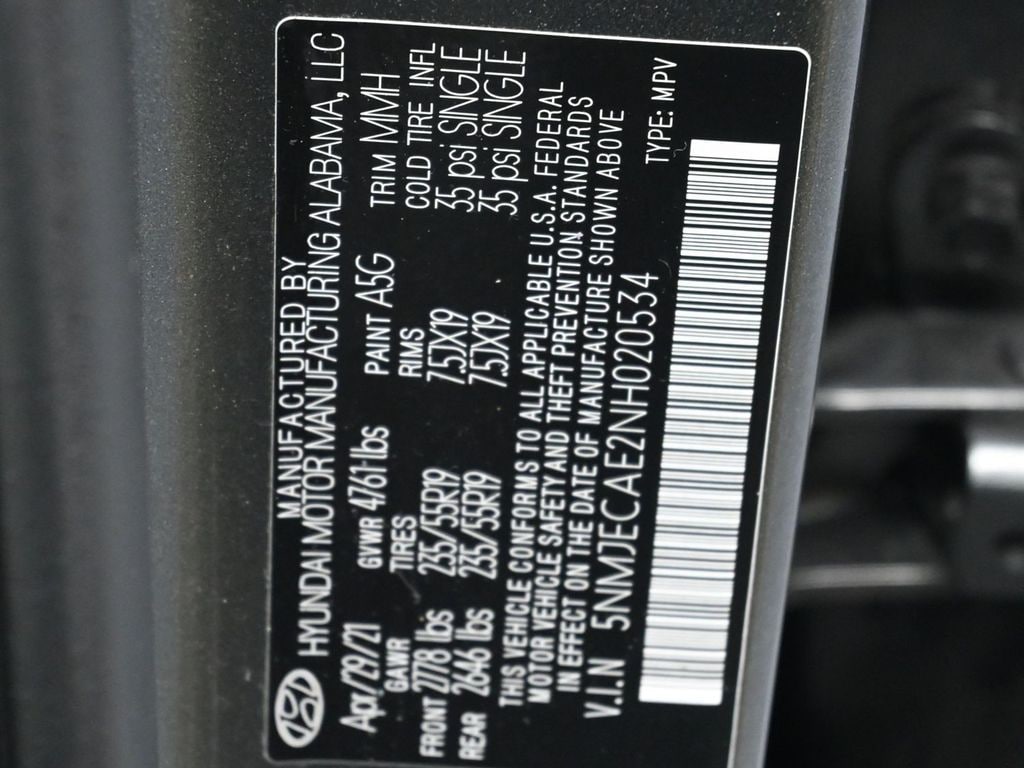 MANUFACTURED BY
HYUNDAI MOTOR MANUFACTURING ALABAMA, LLC
Apr/29/21 GVWR 4761 lbs PAINT A5G TRIM MMH
GAWR TIRES RIMS COLD TIRE INFL
FRONT 2778 lbs 235/55R19 7.5JX19 35 psi SINGLE
REAR 2646 lbs 235/55R19 7.5JX19 35 psi SINGLE
THIS VEHICLE CONFORMS TO ALL APPLICABLE U.S.A. FEDERAL
MOTOR VEHICLE SAFETY AND THEFT PREVENTION STANDARDS
IN EFFECT ON THE DATE OF MANUFACTURE SHOWN ABOVE
V.I.N 5NMJECAE2NH020534 TYPE: MPV